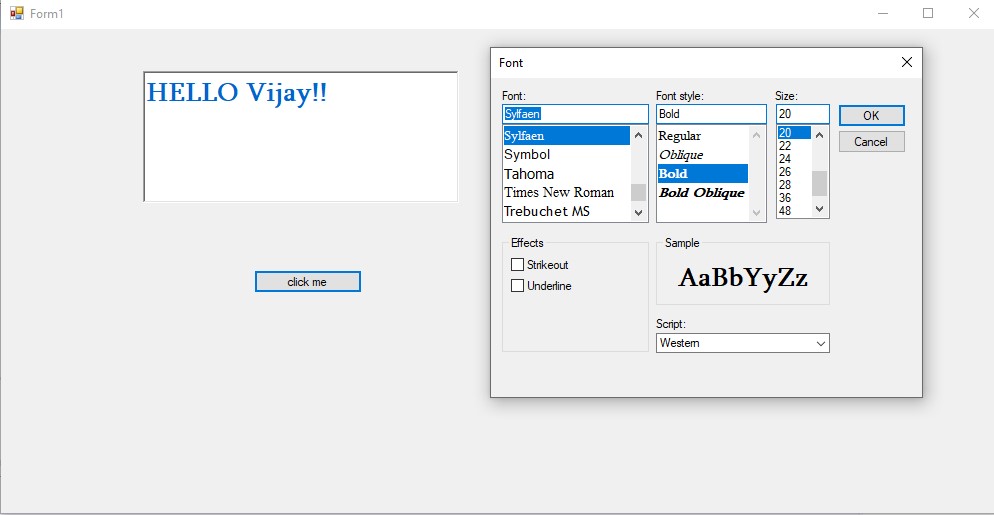 Form1
HELLO Vijay!!
click me
Font
Font:
Sylfaen
Sylfaen
Symbol
Tahoma
Times New Roman
Trebuchet MS
Font style:
Bold
Regular
Oblique
Bold
Bold Oblique
Size:
20
20
22
24
26
28
36
48
OK
Cancel
Effects
Strikeout
Underline
Sample
AaBbYyZz
Script:
Western